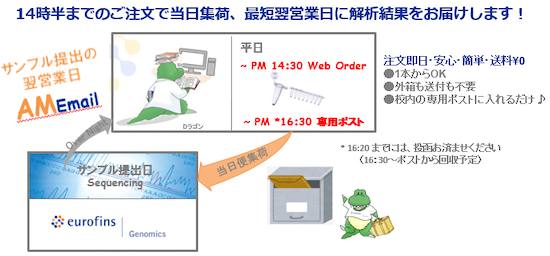 14時半までのご注文で当日集荷、最短翌営業日に解析結果をお届けします！
サンプル提出の
翌営業日
AM Email
平日
~ PM 14:30 Web Order
~ PM *16:30 専用ポスト
Dラゴン
注文即日・安心・簡単・送料¥0
●1本からOK
●外箱も送付も不要
●校内の専用ポストに入れるだけ♪
* 16:20 までには、投函お済ませください
（16:30～ポストから回収予定）
Over Night
当日便集荷
サンプル提出日
Sequencing
eurofins
Genomics